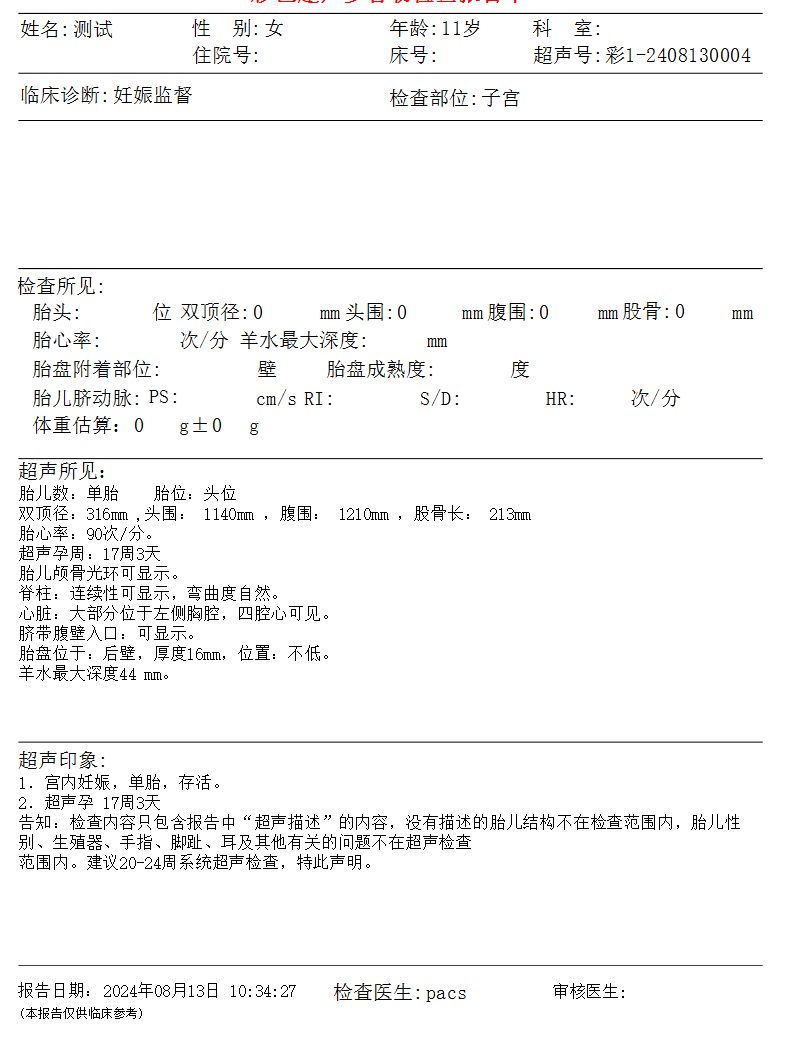 姓名:测试 性 别:女 年龄:11岁 科 室:
住院号: 床号: 超声号:彩1-2408130004
临床诊断:妊娠监督 检查部位:子宫
检查所见:
胎头: 位 双顶径:0 mm 头围:0 mm 腹围:0 mm 股骨:0 mm
胎心率: 次/分 羊水最大深度: mm
胎盘附着部位: 壁 胎盘成熟度: 度
胎儿脐动脉: PS: cm/s RI: S/D: HR: 次/分
体重估算: 0 g±0 g
超声所见:
胎儿数: 单胎 胎位: 头位
双顶径: 316mm ,头围: 1140mm , 腹围: 1210mm , 股骨长: 213mm
胎心率: 90次/分。
超声孕周: 17周3天
胎儿颅骨光环可显示。
脊柱: 连续性可显示, 弯曲度自然。
心脏: 大部分位于左侧胸腔, 四腔心可见。
脐带腹壁入口: 可显示。
胎盘位于: 后壁, 厚度16mm, 位置: 不低。
羊水最大深度44 mm。
超声印象:
1. 宫内妊娠, 单胎, 存活。
2. 超声孕 17周3天
告知: 检查内容只包含报告中“超声描述”的内容, 没有描述的胎儿结构不在检查范围内, 胎儿性
别、生殖器、手指、脚趾、耳及其他有关的问题不在超声检查
范围内。建议20-24周系统超声检查, 特此声明。
报告日期: 2024年08月13日 10:34:27 检查医生:pacs 审核医生:
(本报告仅供临床参考)